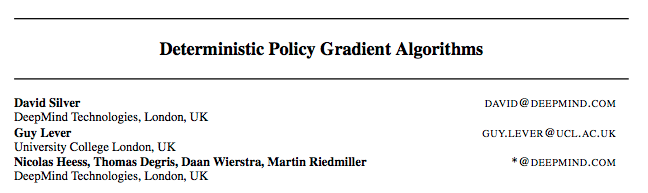 Deterministic Policy Gradient Algorithms
David Silver DAVID@DEEPMIND.COM
DeepMind Technologies, London, UK
Guy Lever GUY.LEVER@UCL.AC.UK
University College London, UK
Nicolas Heess, Thomas Degris, Daan Wierstra, Martin Riedmiller *@DEEPMIND.COM
DeepMind Technologies, London, UK